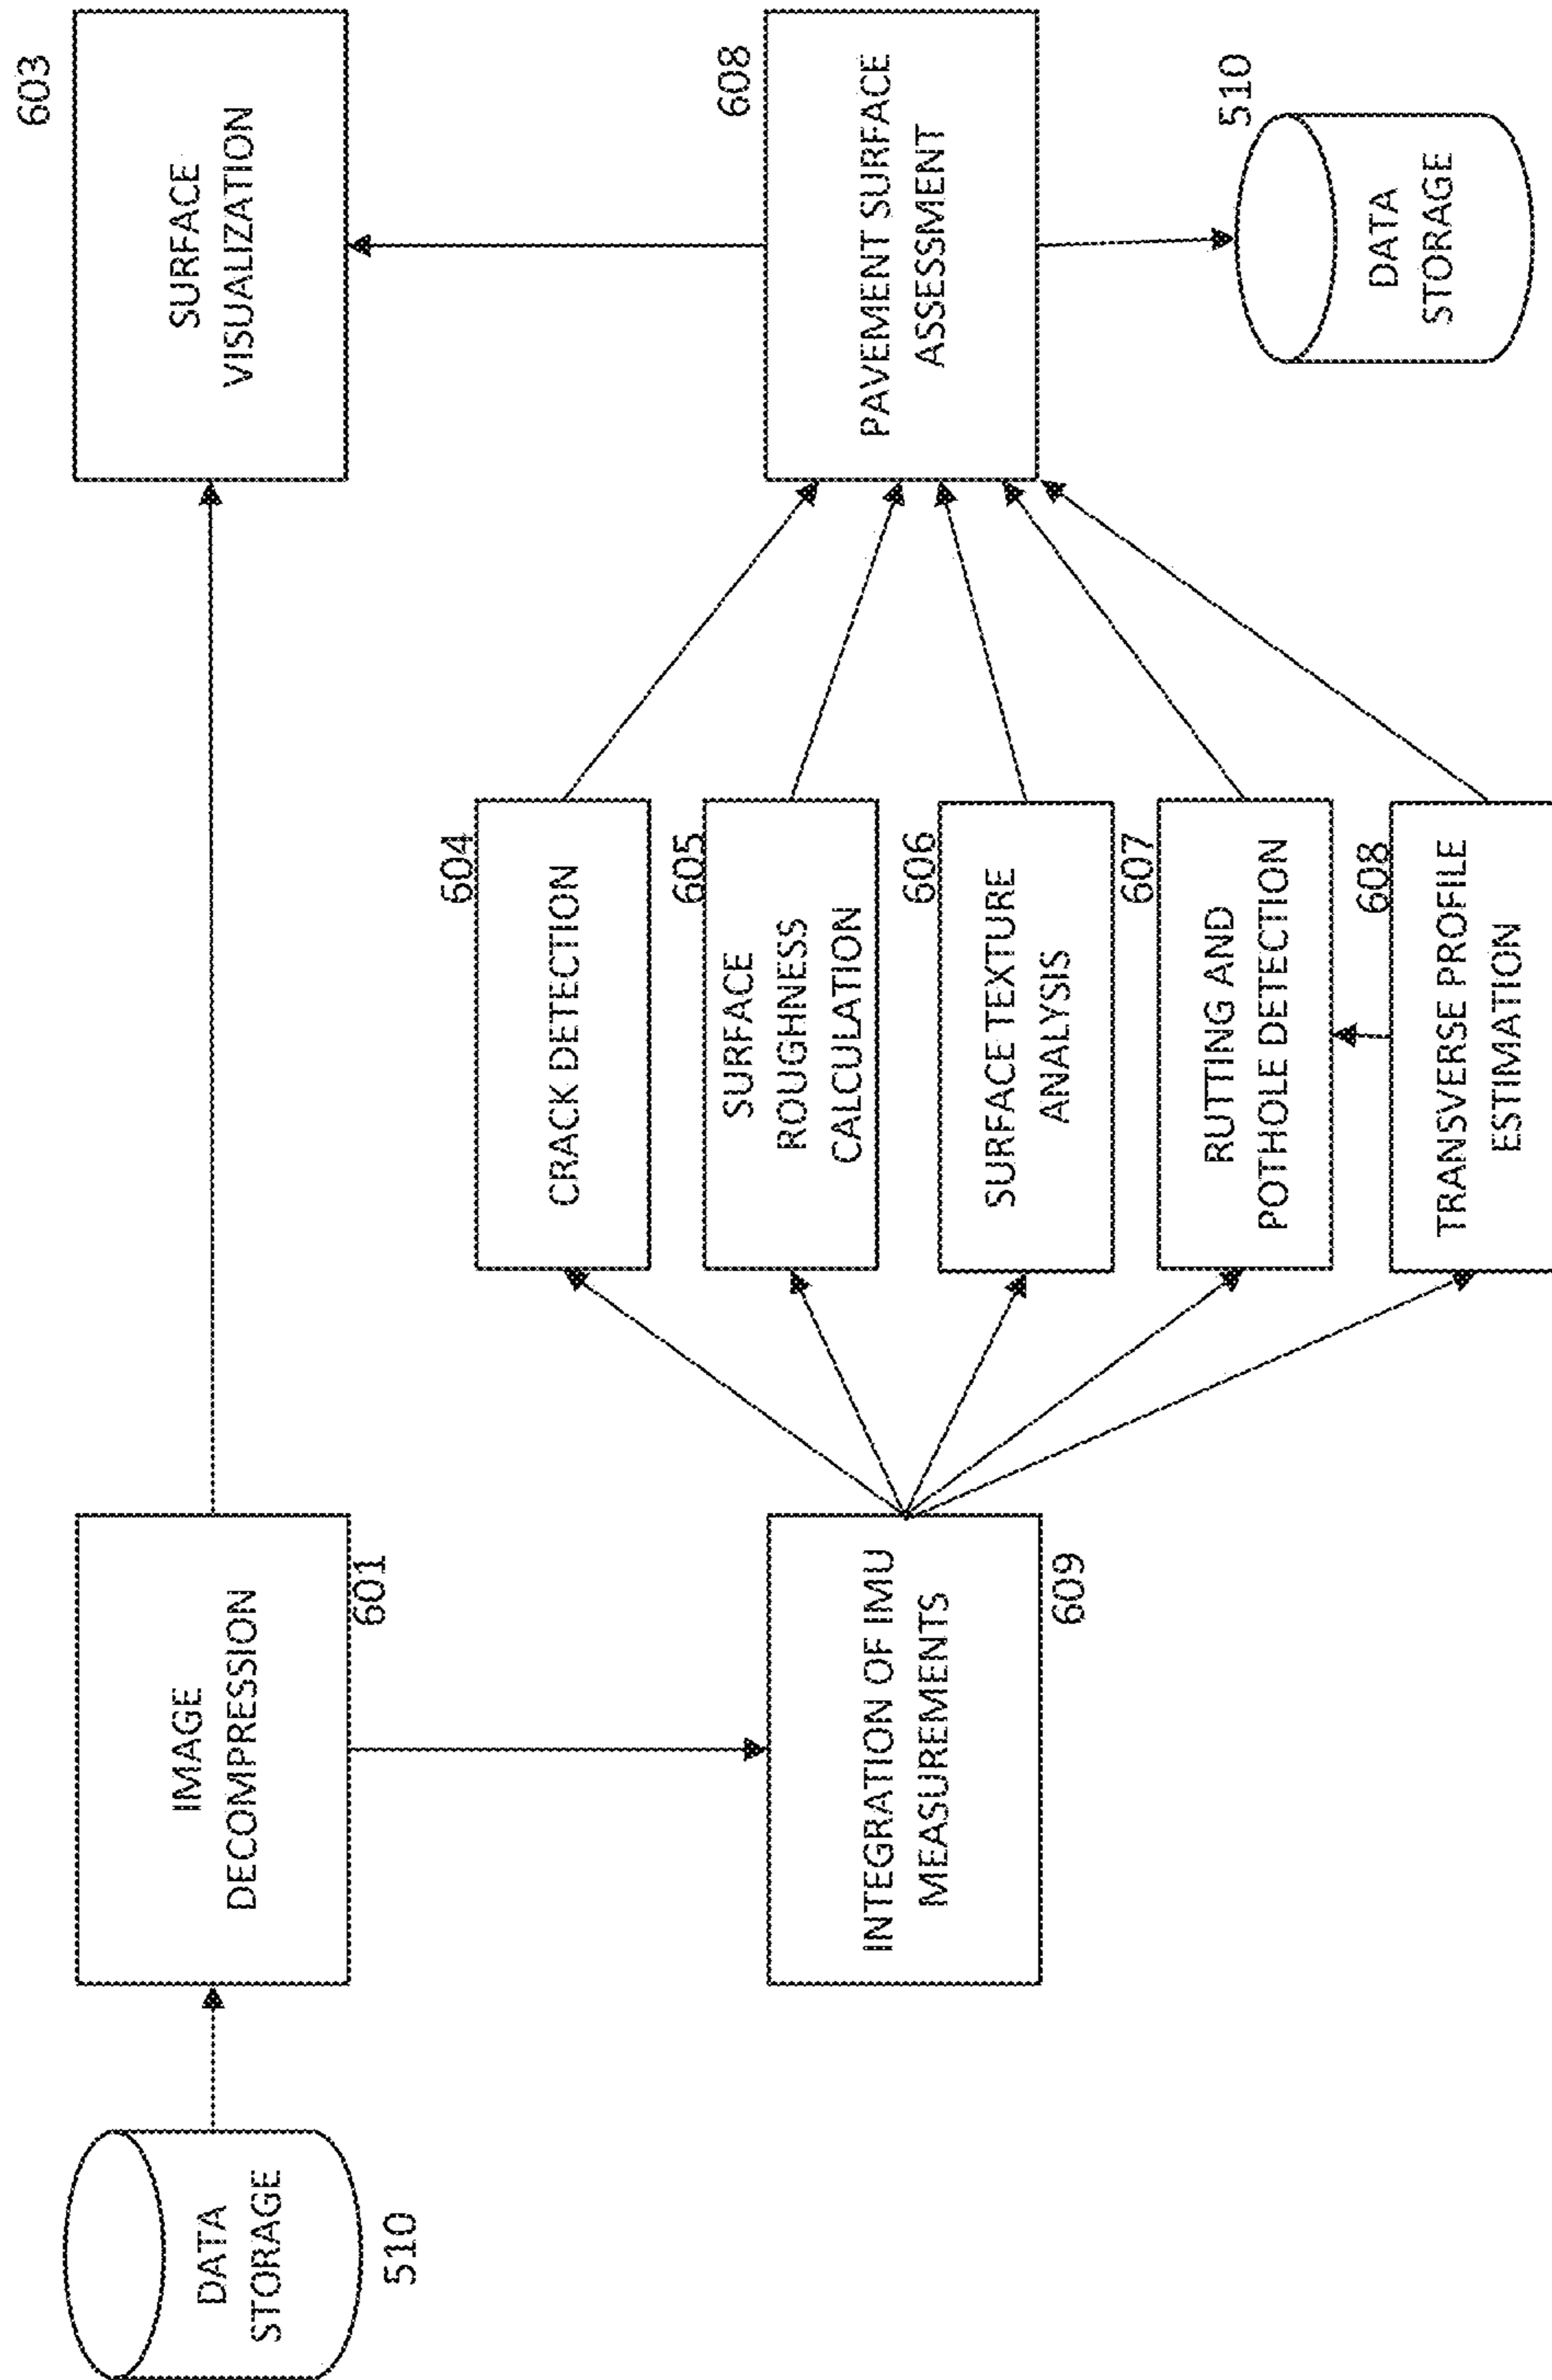 DATA
STORAGE
510
IMAGE
DECOMPRESSION
601
SURFACE
VISUALIZATION
603
INTEGRATION OF IMU
MEASUREMENTS
609
604
CRACK DETECTION
605
SURFACE
ROUGHNESS
CALCULATION
606
SURFACE TEXTURE
ANALYSIS
607
RUTTING AND
POTHOLE DETECTION
608
TRANSVERSE PROFILE
ESTIMATION
608
PAVEMENT SURFACE
ASSESSMENT
510
DATA
STORAGE